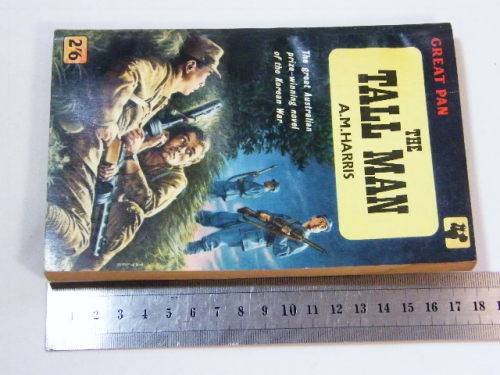 GREAT PAN
THE
TALL MAN
A.M.HARRIS
The great Australian
prize-winning novel
of the Korean War
2/6
1 2 3 4 5 6 7 8 9 10 11 12 13 14 15 16 17 18